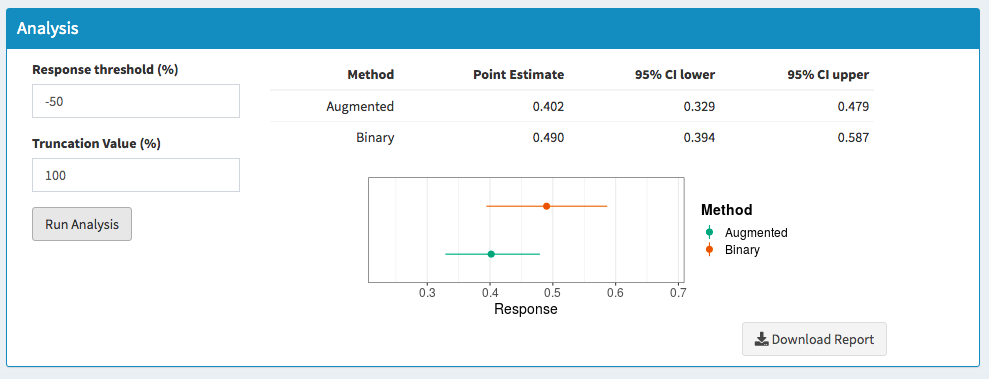 Analysis
Response threshold (%)
-50
Truncation Value (%)
100
Run Analysis
Method Point Estimate 95% CI lower 95% CI upper
Augmented 0.402 0.329 0.479
Binary 0.490 0.394 0.587
Method
Augmented
Binary
0.3 0.4 0.5 0.6 0.7
Response
Download Report